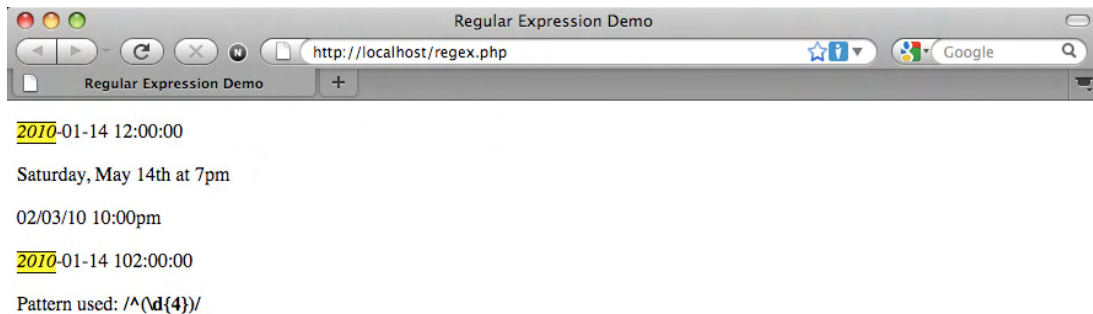 Regular Expression Demo
N http://localhost/regex.php Google
Regular Expression Demo +
2010-01-14 12:00:00
Saturday, May 14th at 7pm
02/03/10 10:00pm
2010-01-14 102:00:00
Pattern used: /^(\d{4})/